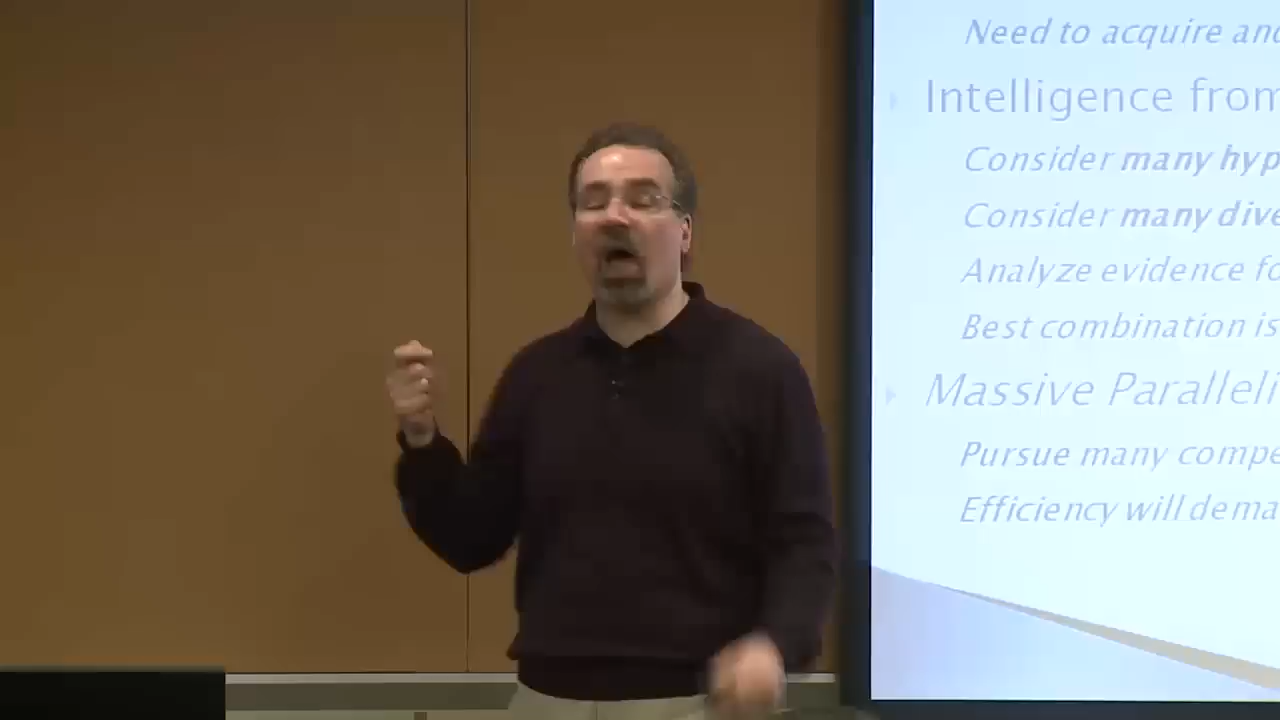 Need to acquire and
Intelligence from
Consider many hyp
Consider many dive
Analyze evidence fo
Best combination is
Massive Paralleli
Pursue many compe
Efficiency will dema